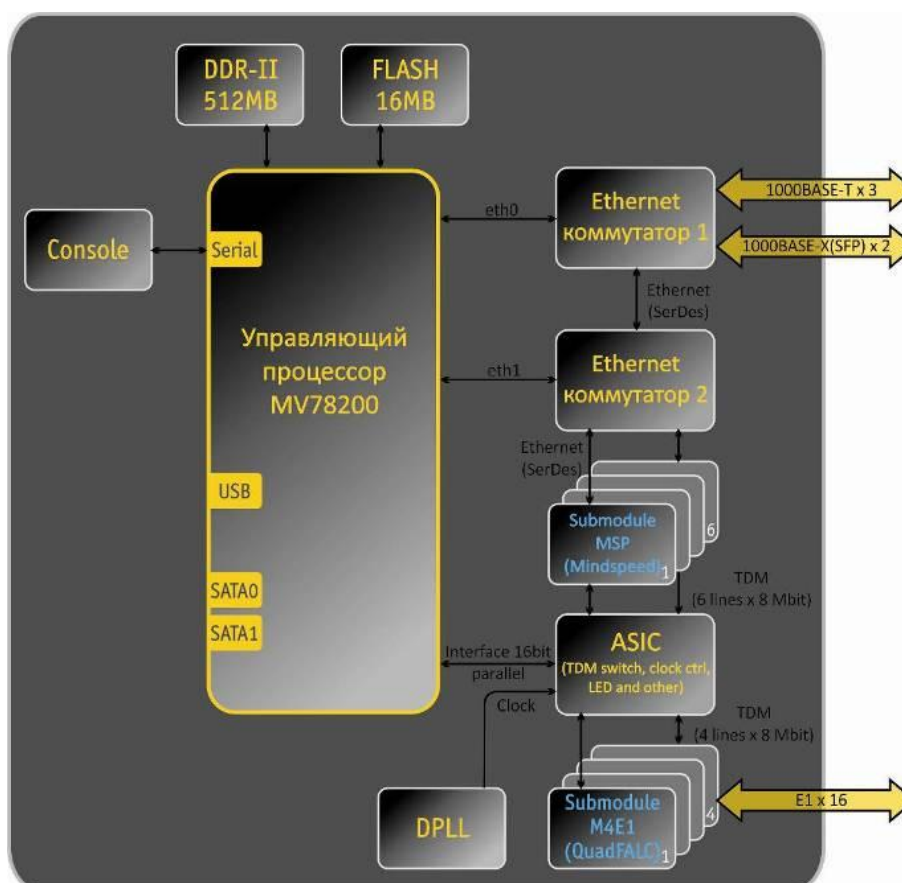 DDR-II
512MB
FLASH
16MB
1000BASE-T x 3
eth0
Ethernet
коммутатор 1
1000BASE-X(SFP) x 2
Console
Serial
Ethernet
(SerDes)
Управляющий
процессор
MV78200
eth1
Ethernet
коммутатор 2
Ethernet
(SerDes)
USB
6
Submodule
MSP
(Mindspeed)
1
TDM
(6 lines x 8 Mbit)
SATA0
SATA1
Interface 16bit
parallel
ASIC
(TDM switch, clock ctrl,
LED and other)
Clock
TDM
(4 lines x 8 Mbit)
DPLL
Submodule
M4E1
(QuadFALC)
1
4
E1 x 16